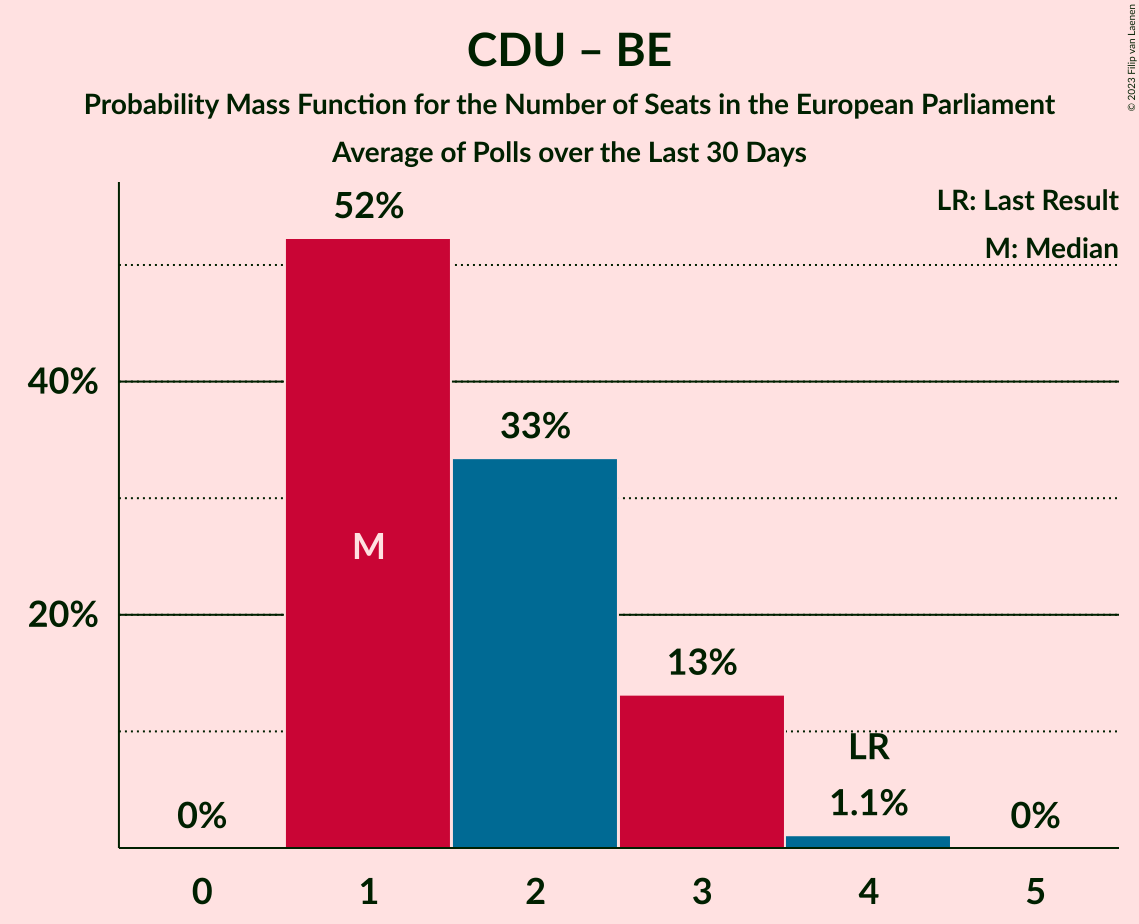 CDU – BE
Probability Mass Function for the Number of Seats in the European Parliament
Average of Polls over the Last 30 Days
© 2023 Filip van Laenen
LR: Last Result
M: Median
52%
40%
33%
M
20%
13%
LR
1.1%
0%
0%
0 1 2 3 4 5